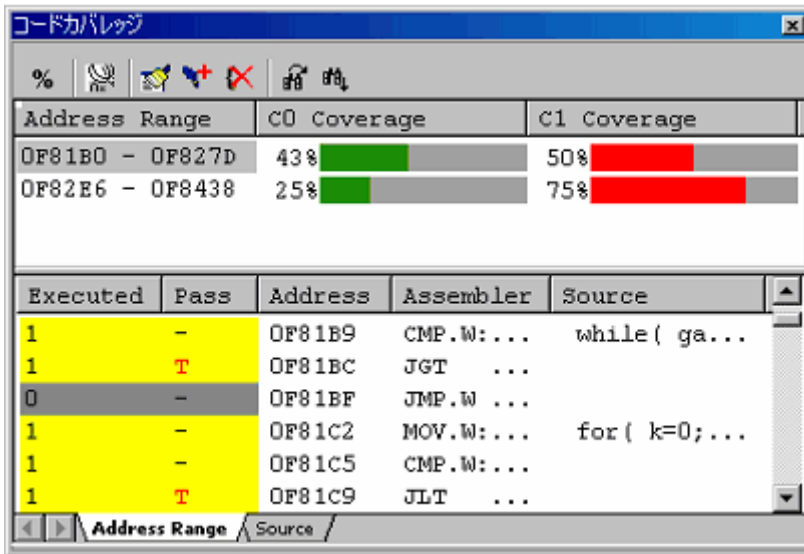 コードカバレッジ
%
Address Range C0 Coverage C1 Coverage
0F81B0 - 0F827D 43% 50%
0F82E6 - 0F8438 25% 75%
Executed Pass Address Assembler Source
1 - 0F81B9 CMP.W:... while( ga...
1 T 0F81BC JGT ...
0 - 0F81BF JMP.W ...
1 - 0F81C2 MOV.W:... for( k=0;...
1 - 0F81C5 CMP.W:...
1 T 0F81C9 JLT ...
Address Range Source